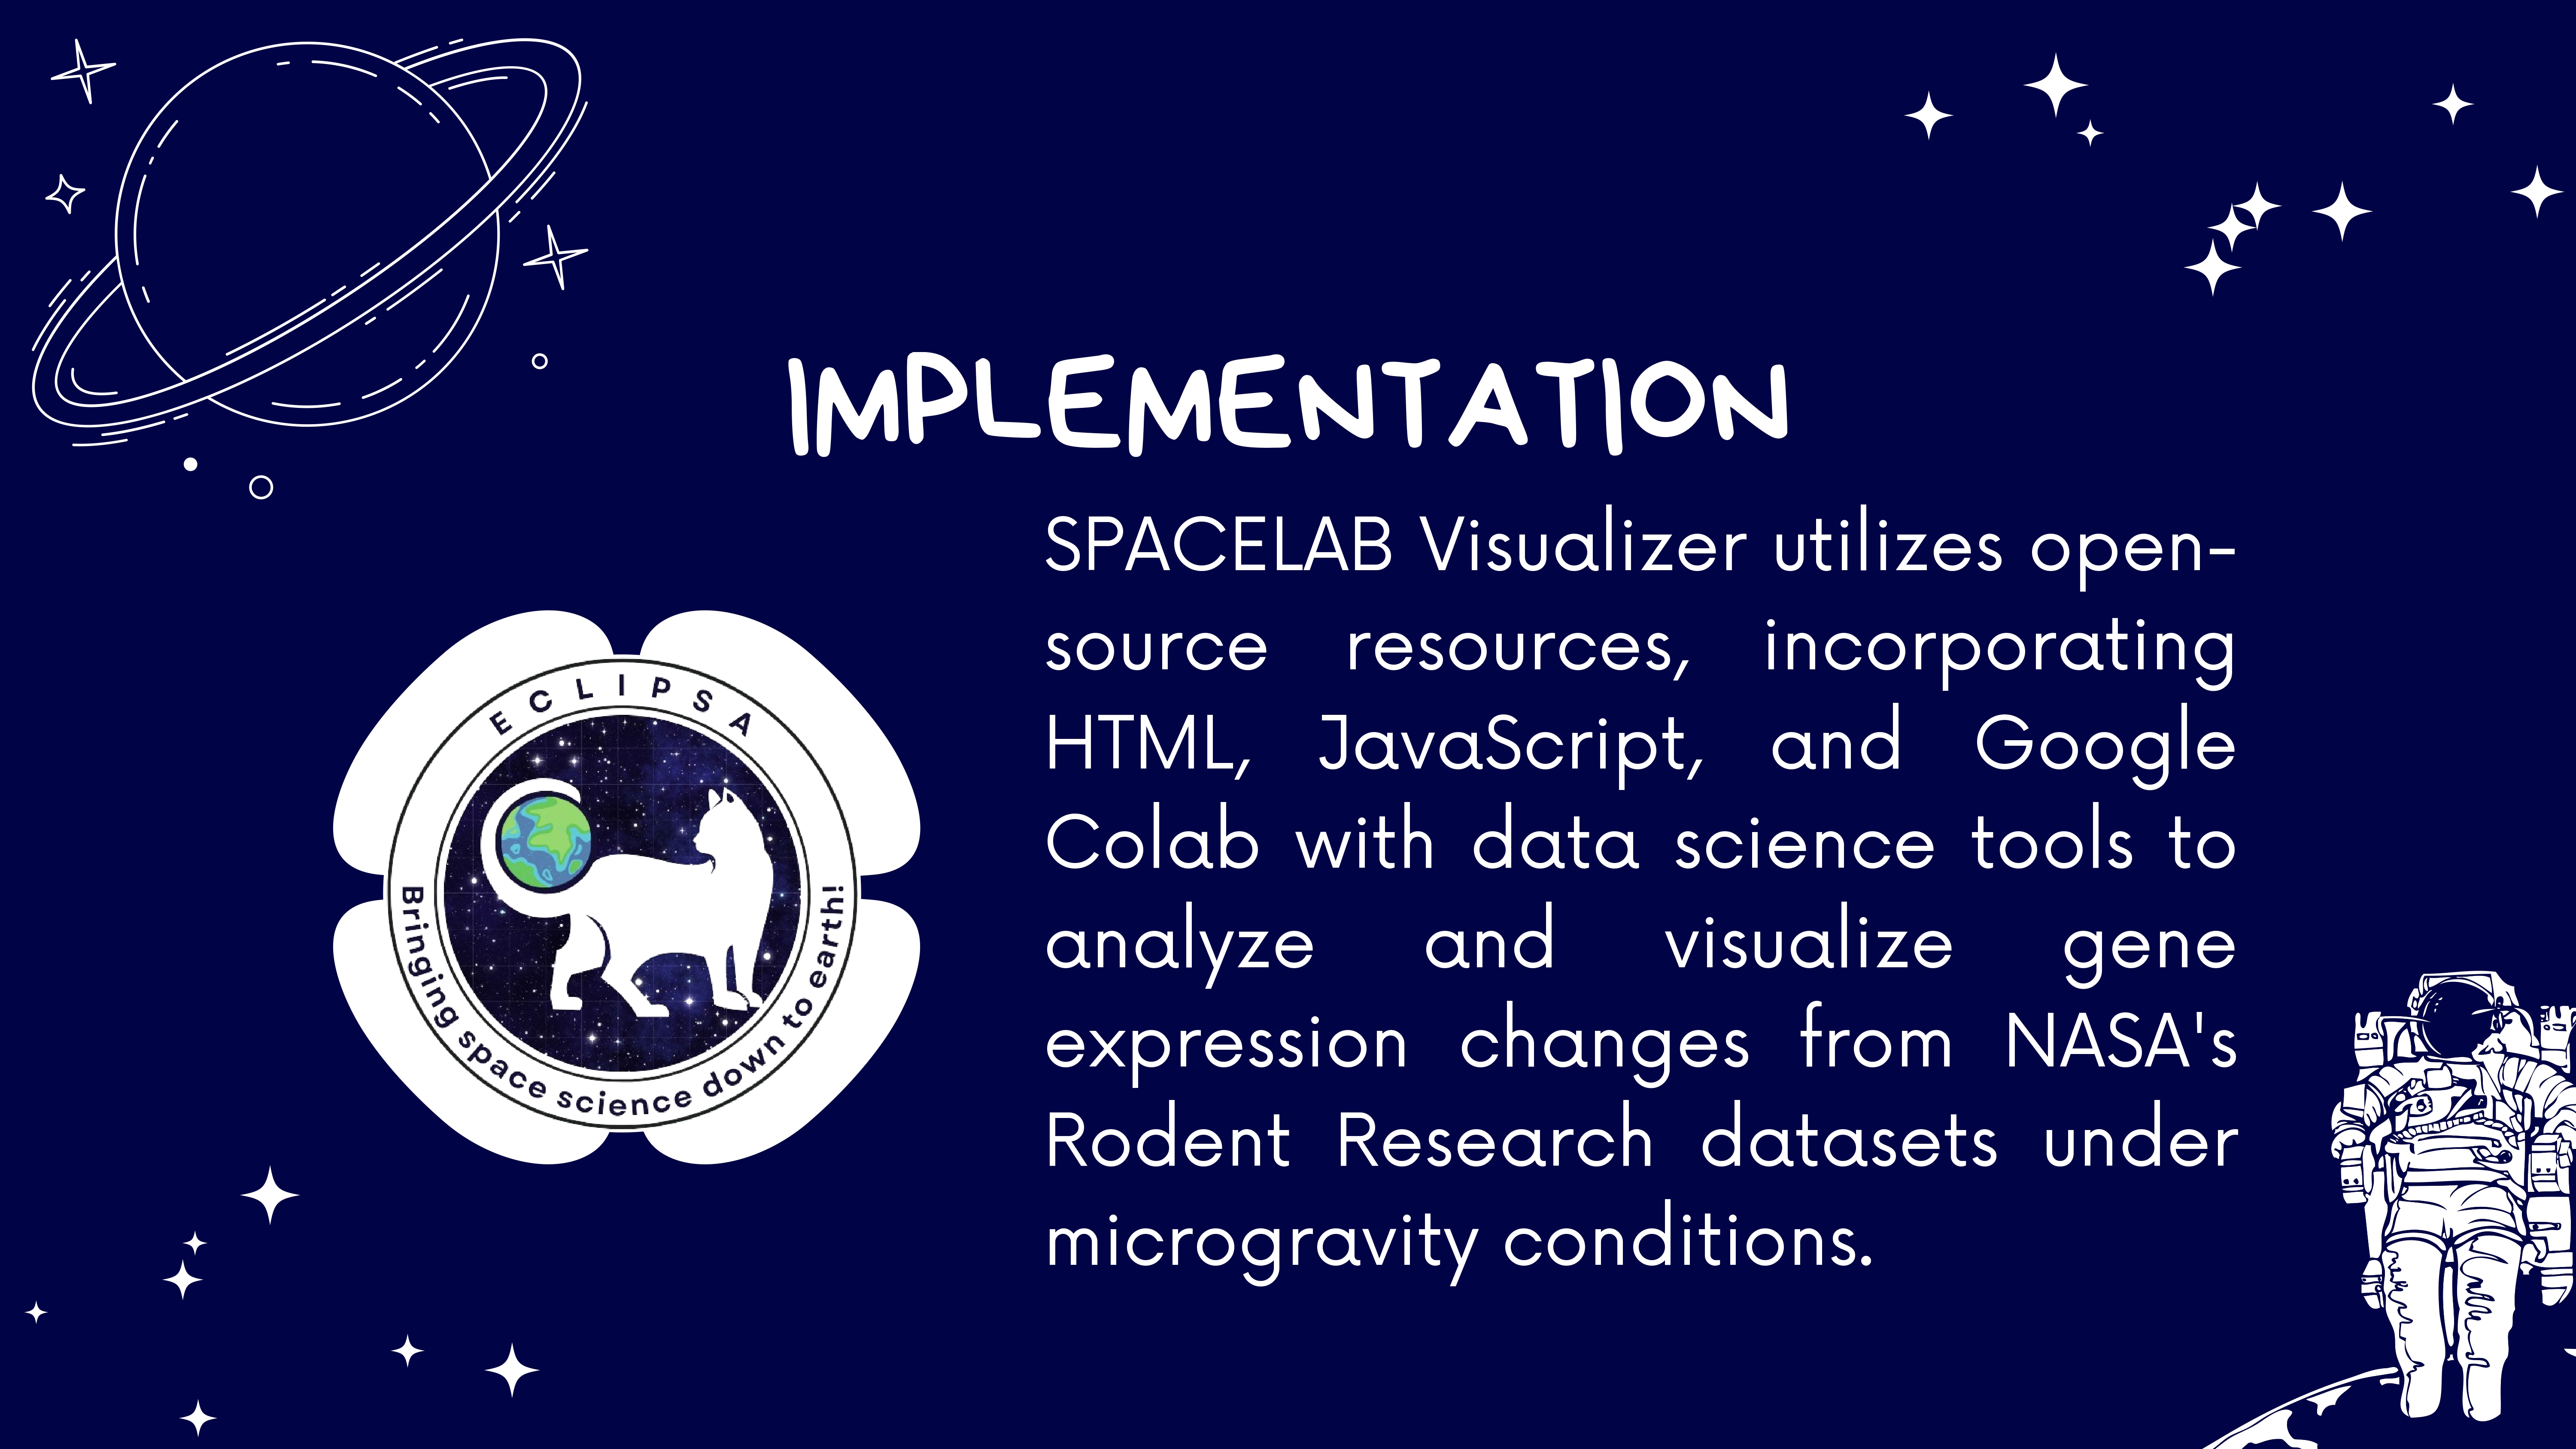 IMPLEMENTATION
SPACELAB Visualizer utilizes open-
source resources, incorporating
HTML, JavaScript, and Google
Colab with data science tools to
analyze and visualize gene
expression changes from NASA's
Rodent Research datasets under
microgravity conditions.
ECLIPSA
Bringing space science down to earth!